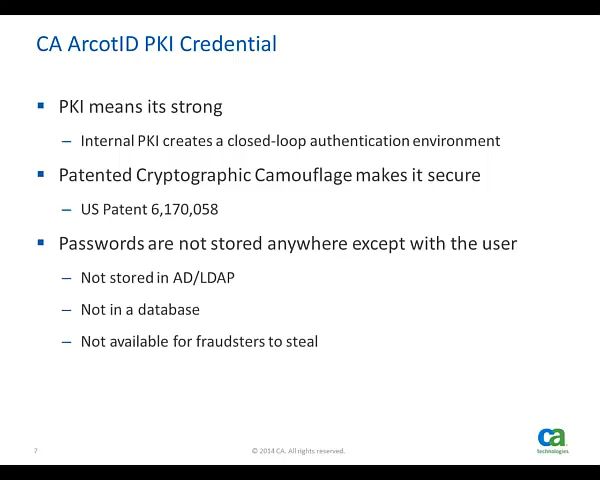 CA ArcotID PKI Credential
▪ PKI means its strong
– Internal PKI creates a closed-loop authentication environment
▪ Patented Cryptographic Camouflage makes it secure
– US Patent 6,170,058
▪ Passwords are not stored anywhere except with the user
– Not stored in AD/LDAP
– Not in a database
– Not available for fraudsters to steal
7
© 2014 CA. All rights reserved.
ca
technologies